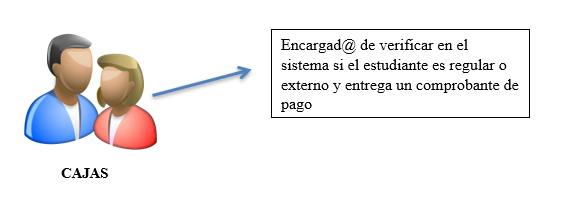 Encargad@ de verificar en el
sistema si el estudiante es regular o
externo y entrega un comprobante de
pago
CAJAS